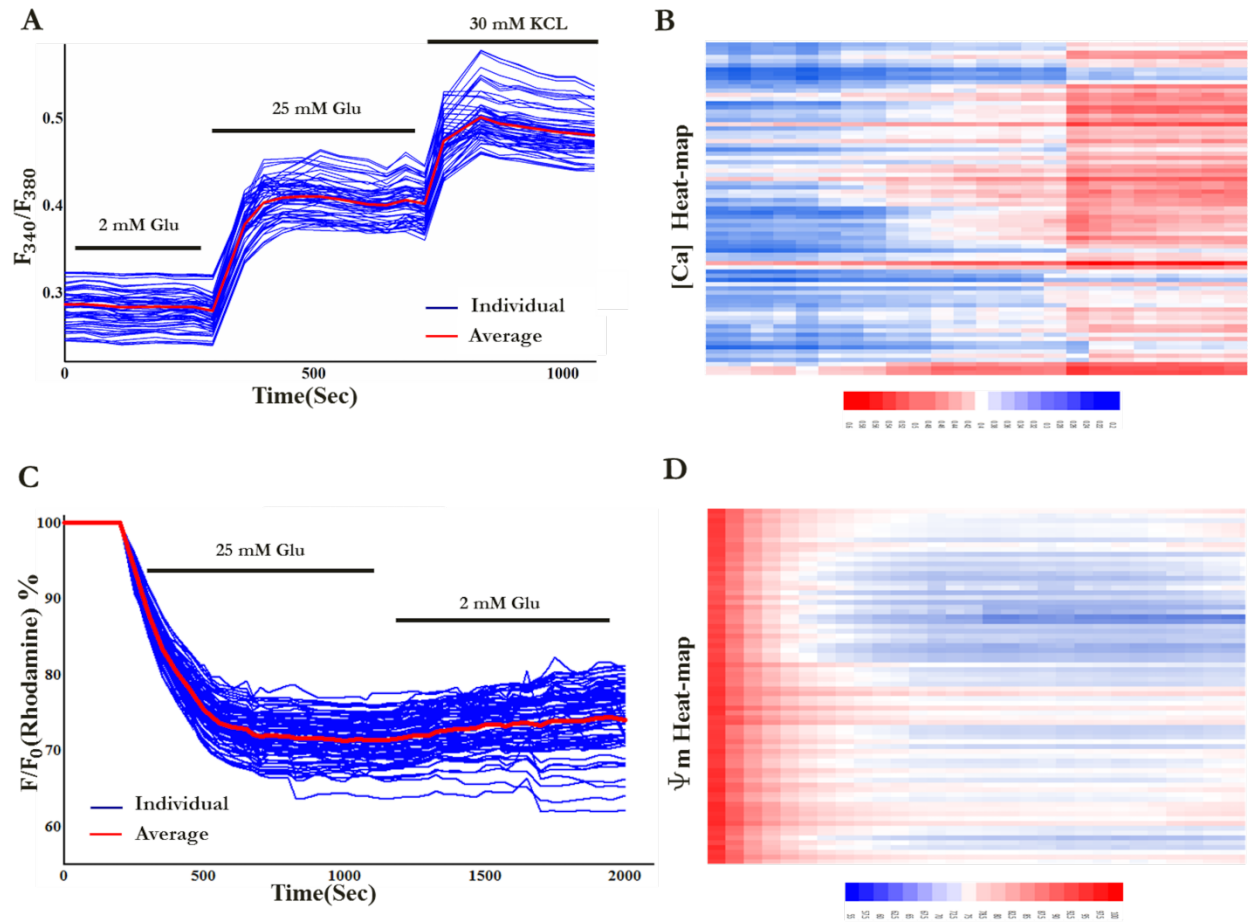 A
30 mM KCL
25 mM Glu
2 mM Glu
0.5
0.4
0.3
F340/F380
Individual
Average
0
500
1000
Time(Sec)
B
[Ca] Heat-map
C
100
90
80
70
60
F/F0(Rhodamine) %
25 mM Glu
2 mM Glu
Individual
Average
0
500
1000
1500
2000
Time(Sec)
D
Ψ m Heat-map